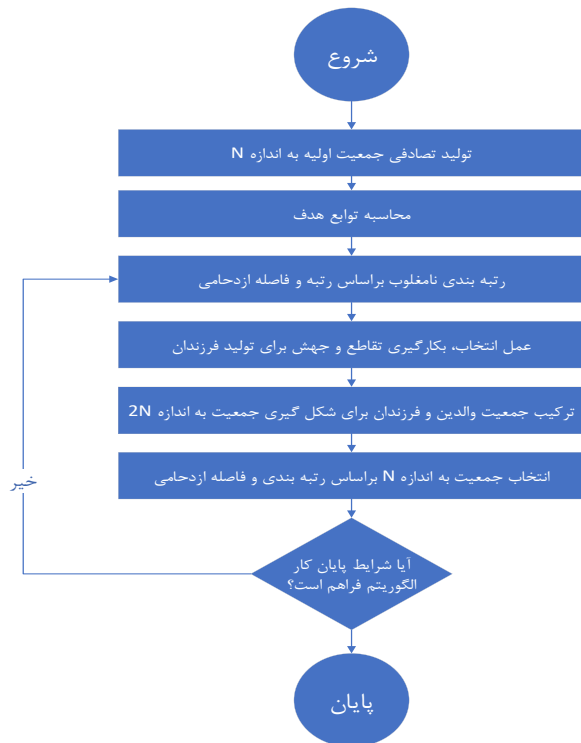 شروع
تولید تصادفی جمعیت اولیه به اندازه N
محاسبه توابع هدف
رتبه بندی نامغلوب براساس رتبه و فاصله ازدحامی
عمل انتخاب، بکارگیری تقاطع و جهش برای تولید فرزندان
ترکیب جمعیت والدین و فرزندان برای شکل گیری جمعیت به اندازه 2N
انتخاب جمعیت به اندازه N براساس رتبه بندی و فاصله ازدحامی
خیر
آیا شرایط پایان کار
الگوریتم فراهم است؟
پایان